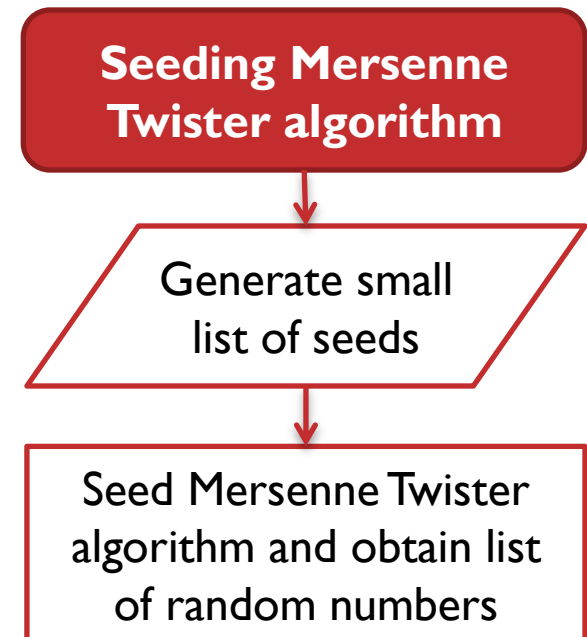 Seeding Mersenne
Twister algorithm
Generate small
list of seeds
Seed Mersenne Twister
algorithm and obtain list
of random numbers